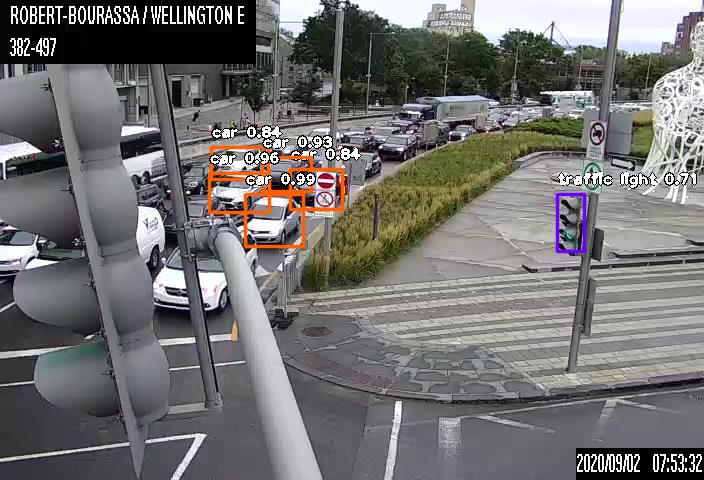 ROBERT-BOURASSA / WELLINGTON E
382-497
car 0.84
car 0.93
car 0.96
car 0.84
car 0.99
traffic light 0.71
2020/09/02 07:53:32